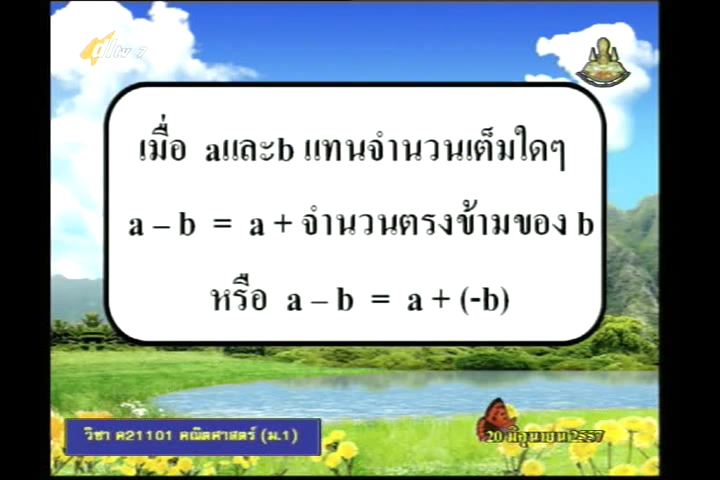 dltv 7
เมื่อ aและb แทนจำนวนเต็มใดๆ
a – b = a + จำนวนตรงข้ามของ b
หรือ a – b = a + (-b)
วิชา ค21101 คณิตศาสตร์ (ม.1)
20 มิถุนายน 2557